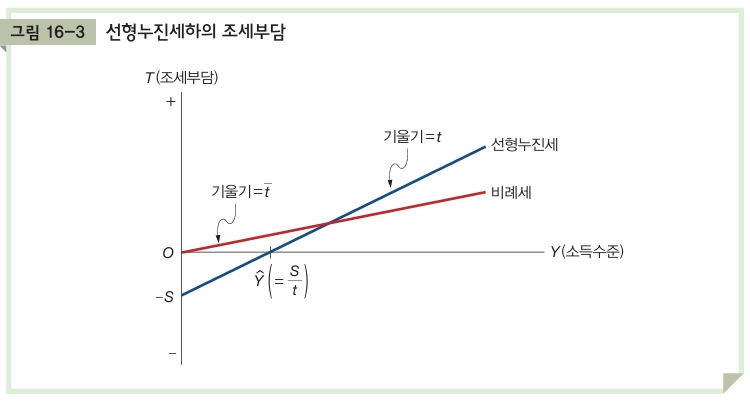 그림 16-3 선형누진세하의 조세부담
T(조세부담)
+
기울기=t
선형누진세
기울기=t̄
비례세
O
Y(소득수준)
Ŷ(=S/t)
-S
-